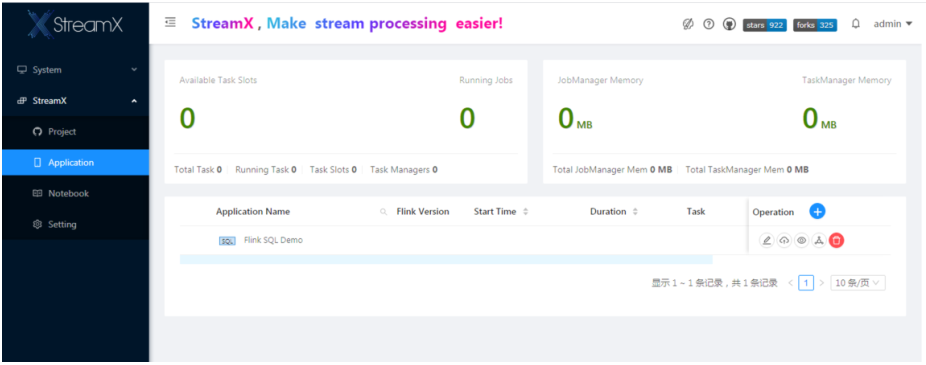 StreamX
StreamX , Make stream processing easier!
stars 922
forks 325
admin
System
StreamX
Project
Application
Notebook
Setting
Available Task Slots
Running Jobs
0
0
Total Task 0
Running Task 0
Task Slots 0
Task Managers 0
JobManager Memory
TaskManager Memory
0 MB
0 MB
Total JobManager Mem 0 MB
Total TaskManager Mem 0 MB
Application Name
Flink Version
Start Time
Duration
Task
Operation
SQL Flink SQL Demo
显示 1 ~ 1 条记录，共 1 条记录
< 1 >
10 条/页